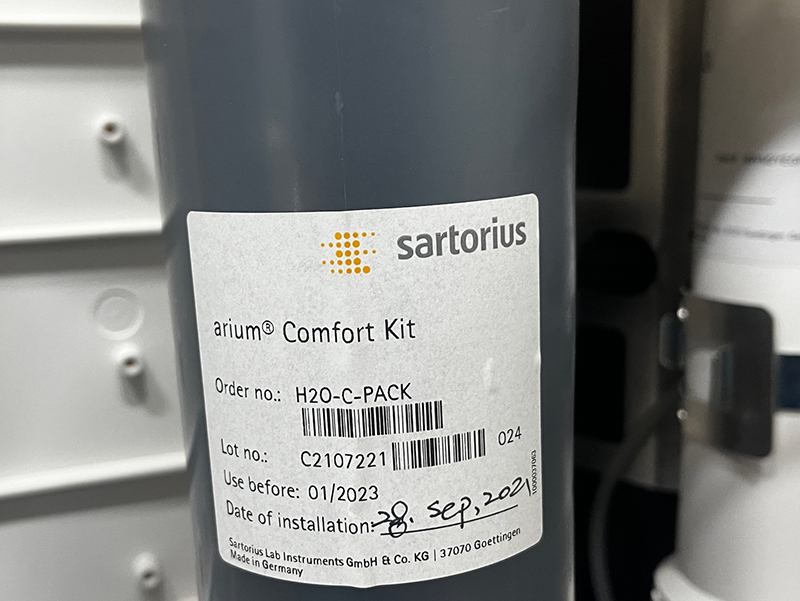 sartorius
arium® Comfort Kit
Order no.: H2O-C-PACK
Lot no.: C2107221 024
Use before: 01/2023
Date of installation: 28. Sep, 2021
Sartorius Lab Instruments GmbH & Co. KG | 37070 Goettingen
Made in Germany
1000037063